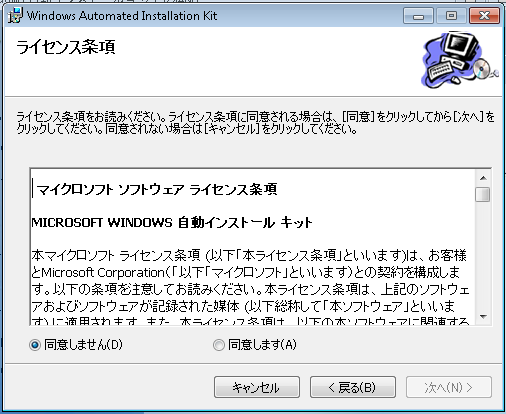 Windows Automated Installation Kit
ライセンス条項
ライセンス条項をお読みください。ライセンス条項に同意される場合は、[同意]をクリックしてから[次へ]を
クリックしてください。同意されない場合は[キャンセル]をクリックしてください。
マイクロソフト ソフトウェア ライセンス条項
MICROSOFT WINDOWS 自動インストール キット
本マイクロソフト ライセンス条項 (以下「本ライセンス条項」といいます)は、お客様
とMicrosoft Corporation(「以下「マイクロソフト」といいます)との契約を構成しま
す。以下の条項を注意してお読みください。本ライセンス条項は、上記のソフトウェ
アおよびソフトウェアが記録された媒体 (以下総称して「本ソフトウェア」といいま
す) に適用されます。また、本ライセンス条項は、以下の本ソフトウェアに関連する
同意しません(D)
同意します(A)
キャンセル
< 戻る(B)
次へ(N) >